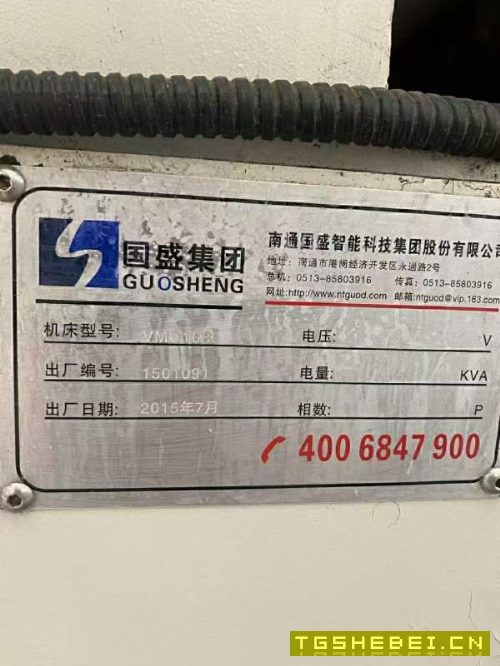 国盛集团
GUOSHENG
南通国盛智能科技集团股份有限公司
地址: 南通市港闸经济开发区永通路2号
总机: 0513-85803916 传真: 0513-85803916
网址:http://www.ntguod.com 邮箱:ntguod@vip.163.com
机床型号: 电压: V
出厂编号: 1501091 电量: KVA
出厂日期: 2015年7月 相数: P
400 6847 900
TGSHEBEI.CN